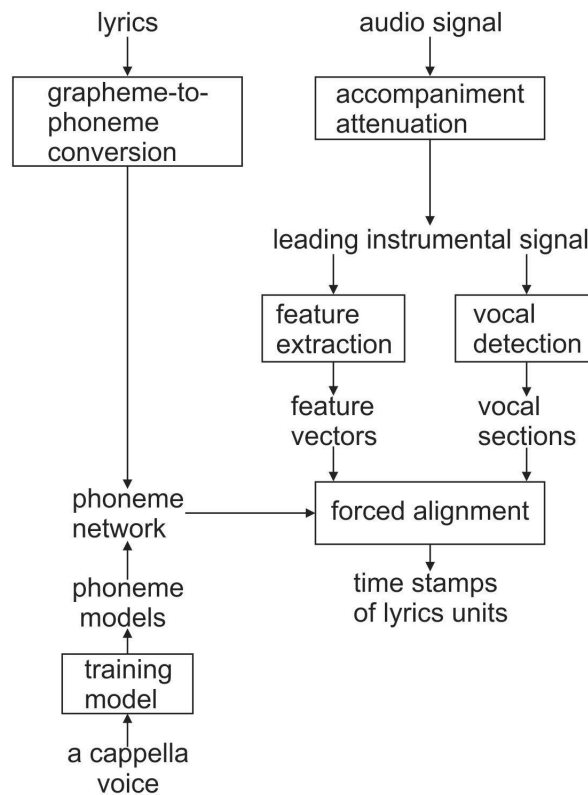 lyrics
audio signal
grapheme-to-
phoneme
conversion
accompaniment
attenuation
leading instrumental signal
feature
extraction
vocal
detection
feature
vectors
vocal
sections
phoneme
network
forced alignment
phoneme
models
time stamps
of lyrics units
training
model
a cappella
voice